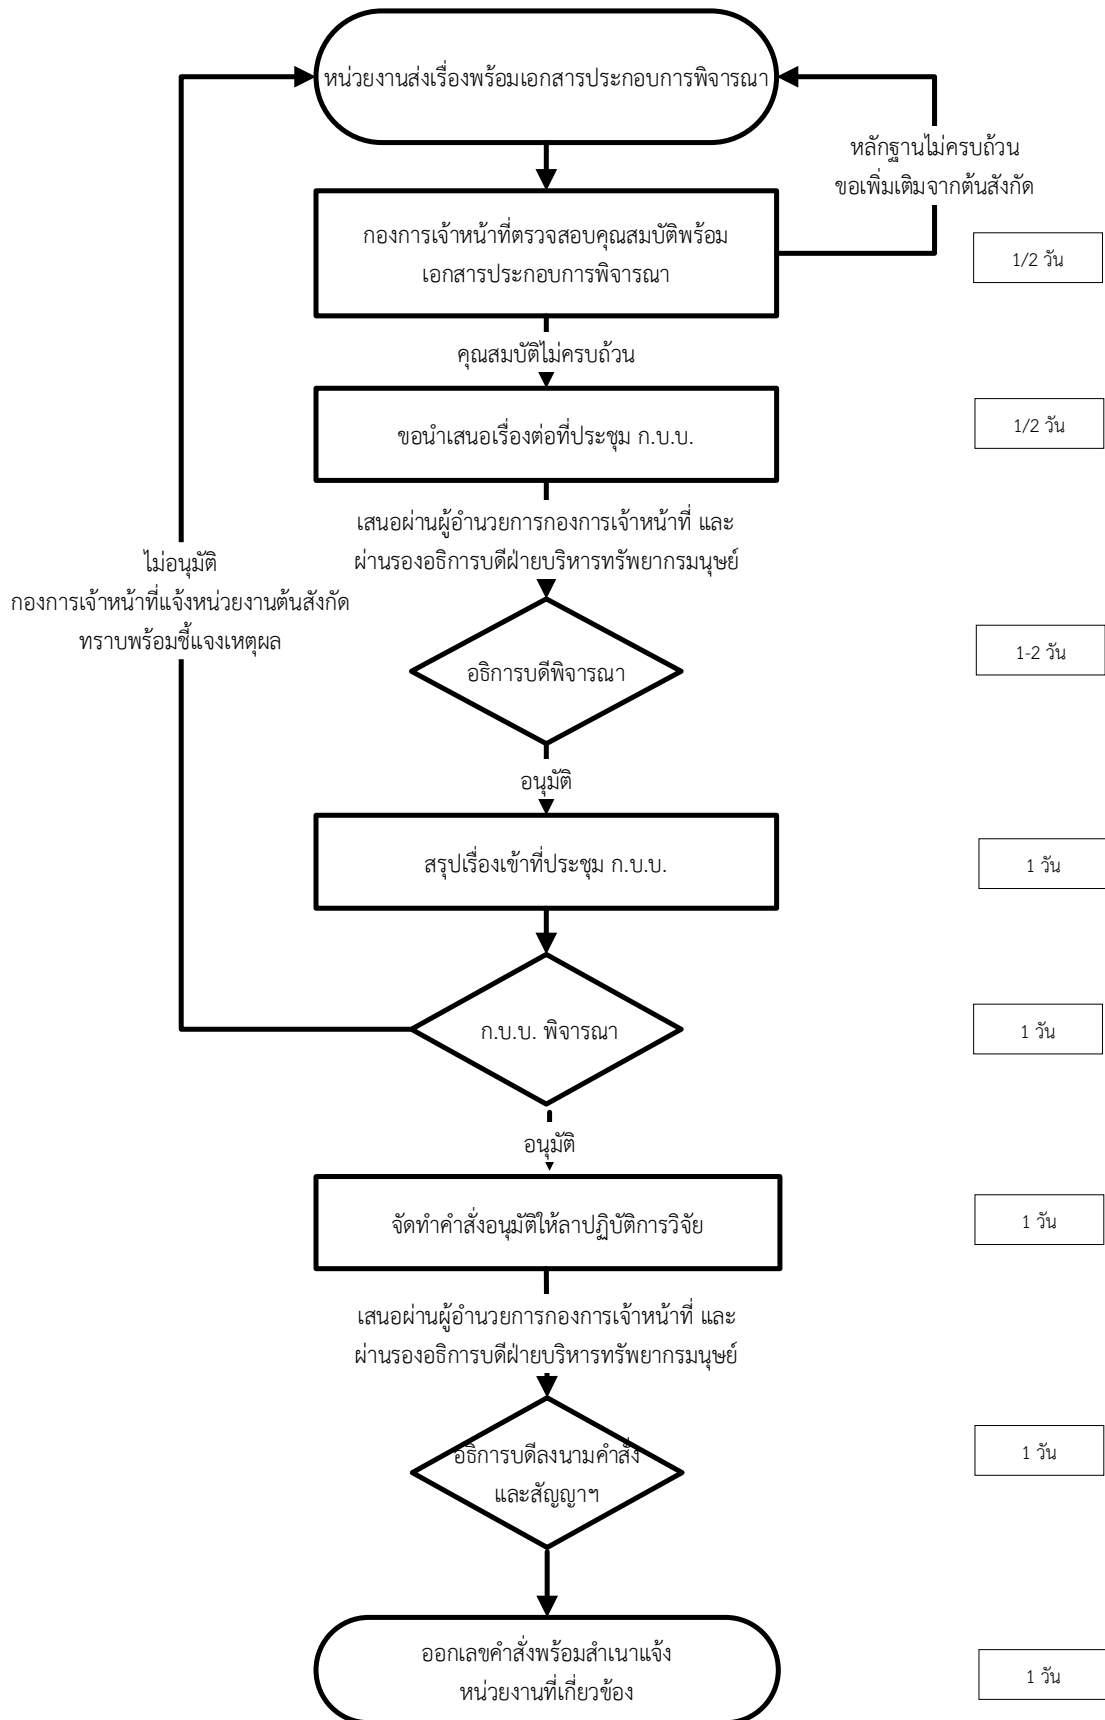 หน่วยงานส่งเรื่องพร้อมเอกสารประกอบการพิจารณา
หลักฐานไม่ครบถ้วน
ขอเพิ่มเติมจากต้นสังกัด
กองการเจ้าหน้าที่ตรวจสอบคุณสมบัติพร้อม
เอกสารประกอบการพิจารณา
1/2 วัน
คุณสมบัติไม่ครบถ้วน
ขอนำเสนอเรื่องต่อที่ประชุม ก.บ.บ.
1/2 วัน
เสนอผ่านผู้อำนวยการกองการเจ้าหน้าที่ และ
ผ่านรองอธิการบดีฝ่ายบริหารทรัพยากรมนุษย์
ไม่อนุมัติ
กองการเจ้าหน้าที่แจ้งหน่วยงานต้นสังกัด
ทราบพร้อมชี้แจงเหตุผล
อธิการบดีพิจารณา
1-2 วัน
อนุมัติ
สรุปเรื่องเข้าที่ประชุม ก.บ.บ.
1 วัน
ก.บ.บ. พิจารณา
1 วัน
อนุมัติ
จัดทำคำสั่งอนุมัติให้ลาปฏิบัติการวิจัย
1 วัน
เสนอผ่านผู้อำนวยการกองการเจ้าหน้าที่ และ
ผ่านรองอธิการบดีฝ่ายบริหารทรัพยากรมนุษย์
อธิการบดีลงนามคำสั่ง
และสัญญาฯ
1 วัน
ออกเลขคำสั่งพร้อมสำเนาแจ้ง
หน่วยงานที่เกี่ยวข้อง
1 วัน